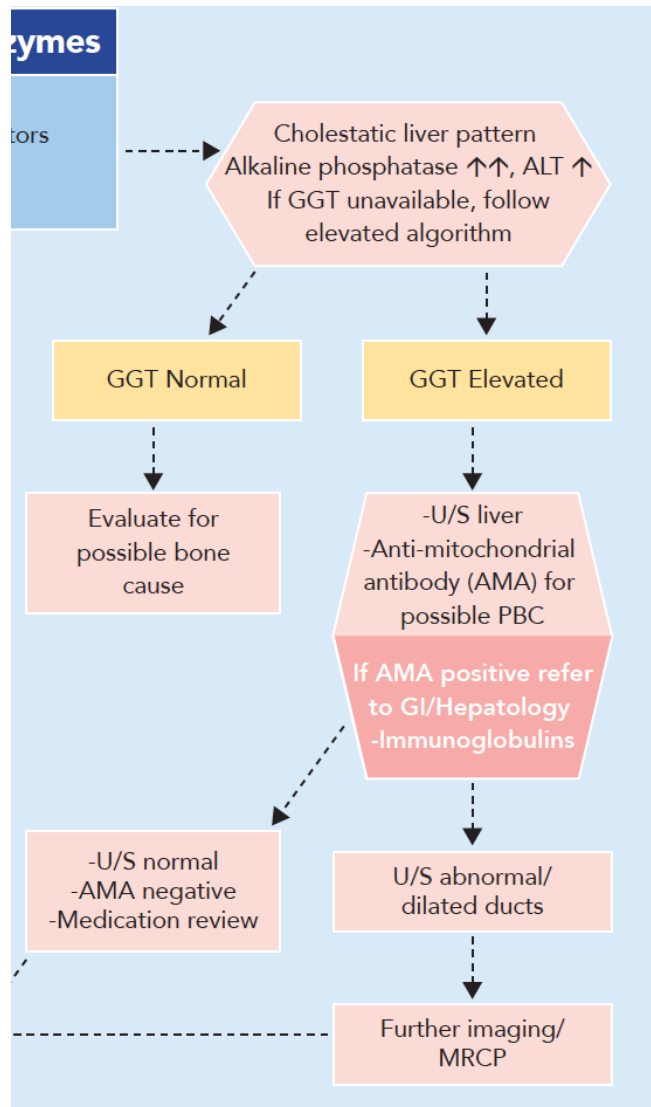 zymes
tors
Cholestatic liver pattern
Alkaline phosphatase ↑↑, ALT ↑
If GGT unavailable, follow
elevated algorithm
GGT Normal
GGT Elevated
Evaluate for
possible bone
cause
-U/S liver
-Anti-mitochondrial
antibody (AMA) for
possible PBC
If AMA positive refer
to GI/Hepatology
-Immunoglobulins
-U/S normal
-AMA negative
-Medication review
U/S abnormal/
dilated ducts
Further imaging/
MRCP